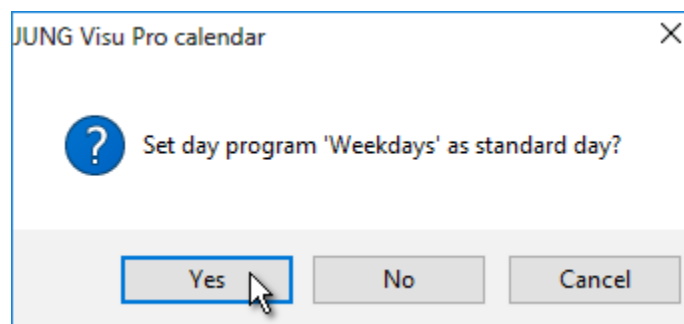 JUNG Visu Pro calendar
?
Set day program 'Weekdays' as standard day?
Yes No Cancel